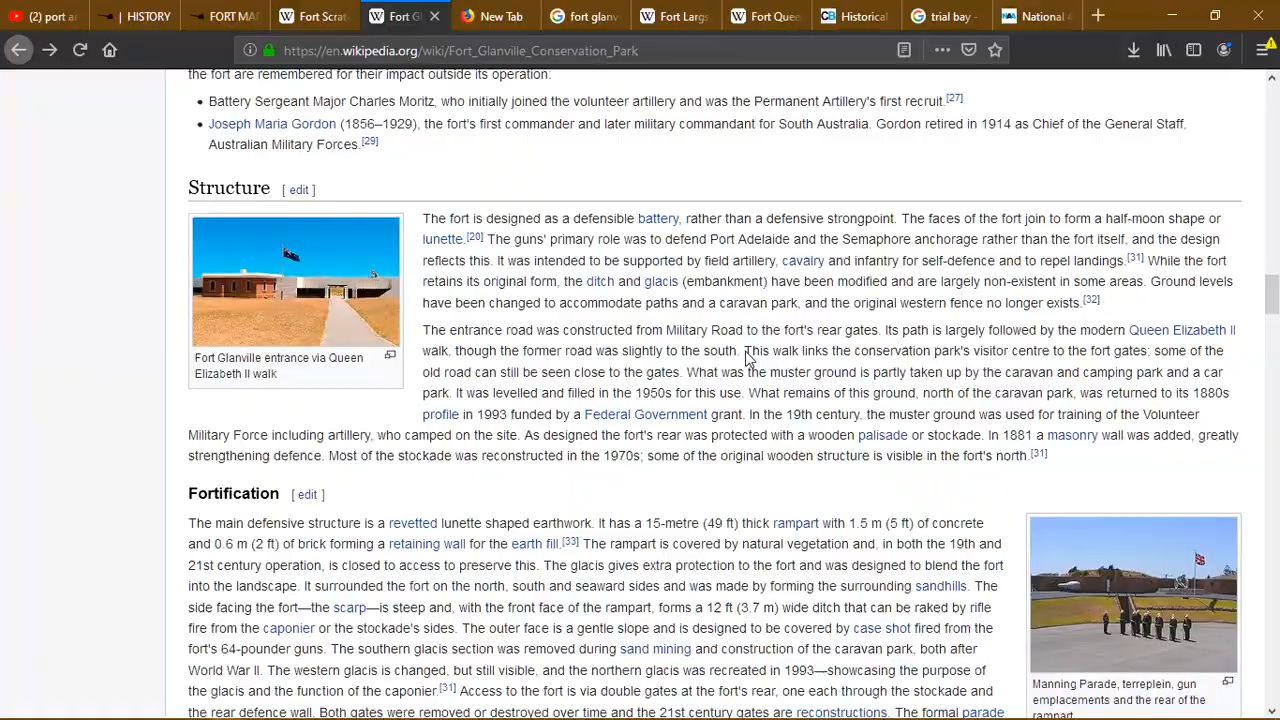 (2) port ar
| HISTORY
FORT MAN
Fort Scrat
Fort Gl
New Tab
fort glanv
Fort Largs
Fort Quee
Historical
trial bay -
National A
https://en.wikipedia.org/wiki/Fort_Glanville_Conservation_Park
the fort are remembered for their impact outside its operation:
• Battery Sergeant Major Charles Moritz, who initially joined the volunteer artillery and was the Permanent Artillery's first recruit.[27]
• Joseph Maria Gordon (1856–1929), the fort's first commander and later military commandant for South Australia. Gordon retired in 1914 as Chief of the General Staff,
Australian Military Forces.[29]
Structure [ edit ]
The fort is designed as a defensible battery, rather than a defensive strongpoint. The faces of the fort join to form a half-moon shape or
lunette.[20] The guns' primary role was to defend Port Adelaide and the Semaphore anchorage rather than the fort itself, and the design
reflects this. It was intended to be supported by field artillery, cavalry and infantry for self-defence and to repel landings.[31] While the fort
retains its original form, the ditch and glacis (embankment) have been modified and are largely non-existent in some areas. Ground levels
have been changed to accommodate paths and a caravan park, and the original western fence no longer exists.[32]
Fort Glanville entrance via Queen
Elizabeth II walk
The entrance road was constructed from Military Road to the fort's rear gates. Its path is largely followed by the modern Queen Elizabeth II
walk, though the former road was slightly to the south. This walk links the conservation park's visitor centre to the fort gates; some of the
old road can still be seen close to the gates. What was the muster ground is partly taken up by the caravan and camping park and a car
park. It was levelled and filled in the 1950s for this use. What remains of this ground, north of the caravan park, was returned to its 1880s
profile in 1993 funded by a Federal Government grant. In the 19th century, the muster ground was used for training of the Volunteer
Military Force including artillery, who camped on the site. As designed the fort's rear was protected with a wooden palisade or stockade. In 1881 a masonry wall was added, greatly
strengthening defence. Most of the stockade was reconstructed in the 1970s; some of the original wooden structure is visible in the fort's north.[31]
Fortification [ edit ]
The main defensive structure is a revetted lunette shaped earthwork. It has a 15-metre (49 ft) thick rampart with 1.5 m (5 ft) of concrete
and 0.6 m (2 ft) of brick forming a retaining wall for the earth fill.[33] The rampart is covered by natural vegetation and, in both the 19th and
21st century operation, is closed to access to preserve this. The glacis gives extra protection to the fort and was designed to blend the fort
into the landscape. It surrounded the fort on the north, south and seaward sides and was made by forming the surrounding sandhills. The
side facing the fort—the scarp—is steep and, with the front face of the rampart, forms a 12 ft (3.7 m) wide ditch that can be raked by rifle
fire from the caponier or the stockade's sides. The outer face is a gentle slope and is designed to be covered by case shot fired from the
fort's 64-pounder guns. The southern glacis section was removed during sand mining and construction of the caravan park, both after
World War II. The western glacis is changed, but still visible, and the northern glacis was recreated in 1993—showcasing the purpose of
the glacis and the function of the caponier.[31] Access to the fort is via double gates at the fort's rear, one each through the stockade and
the rear defence wall. Both gates were removed or destroyed over time and the 21st century gates are reconstructions. The formal parade
Manning Parade, terreplein, gun
emplacements and the rear of the
rampart